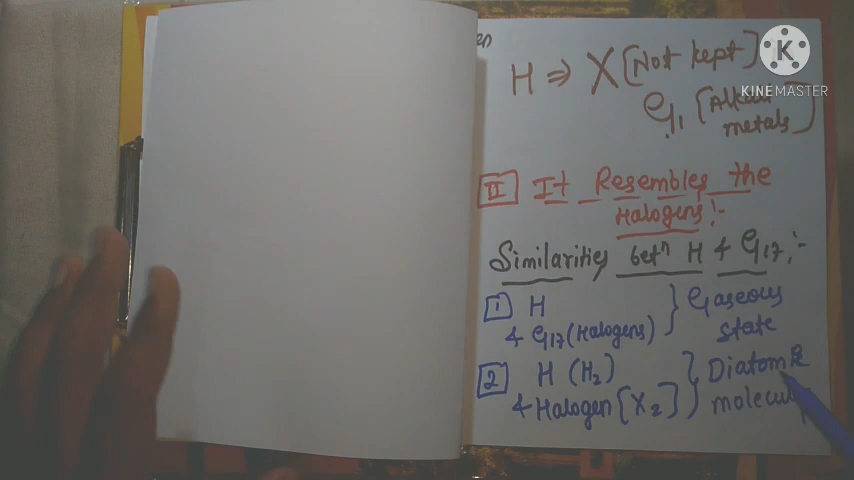 H ⇒ X [Not kept]
G1 [Alkali metals]
KINEMASTER
II It Resembles the
Halogens:-
Similarities betn H & G17:-
1 H
& G17 (Halogens) } Gaseous state
2 H (H2)
& Halogen [X2] } Diatomic